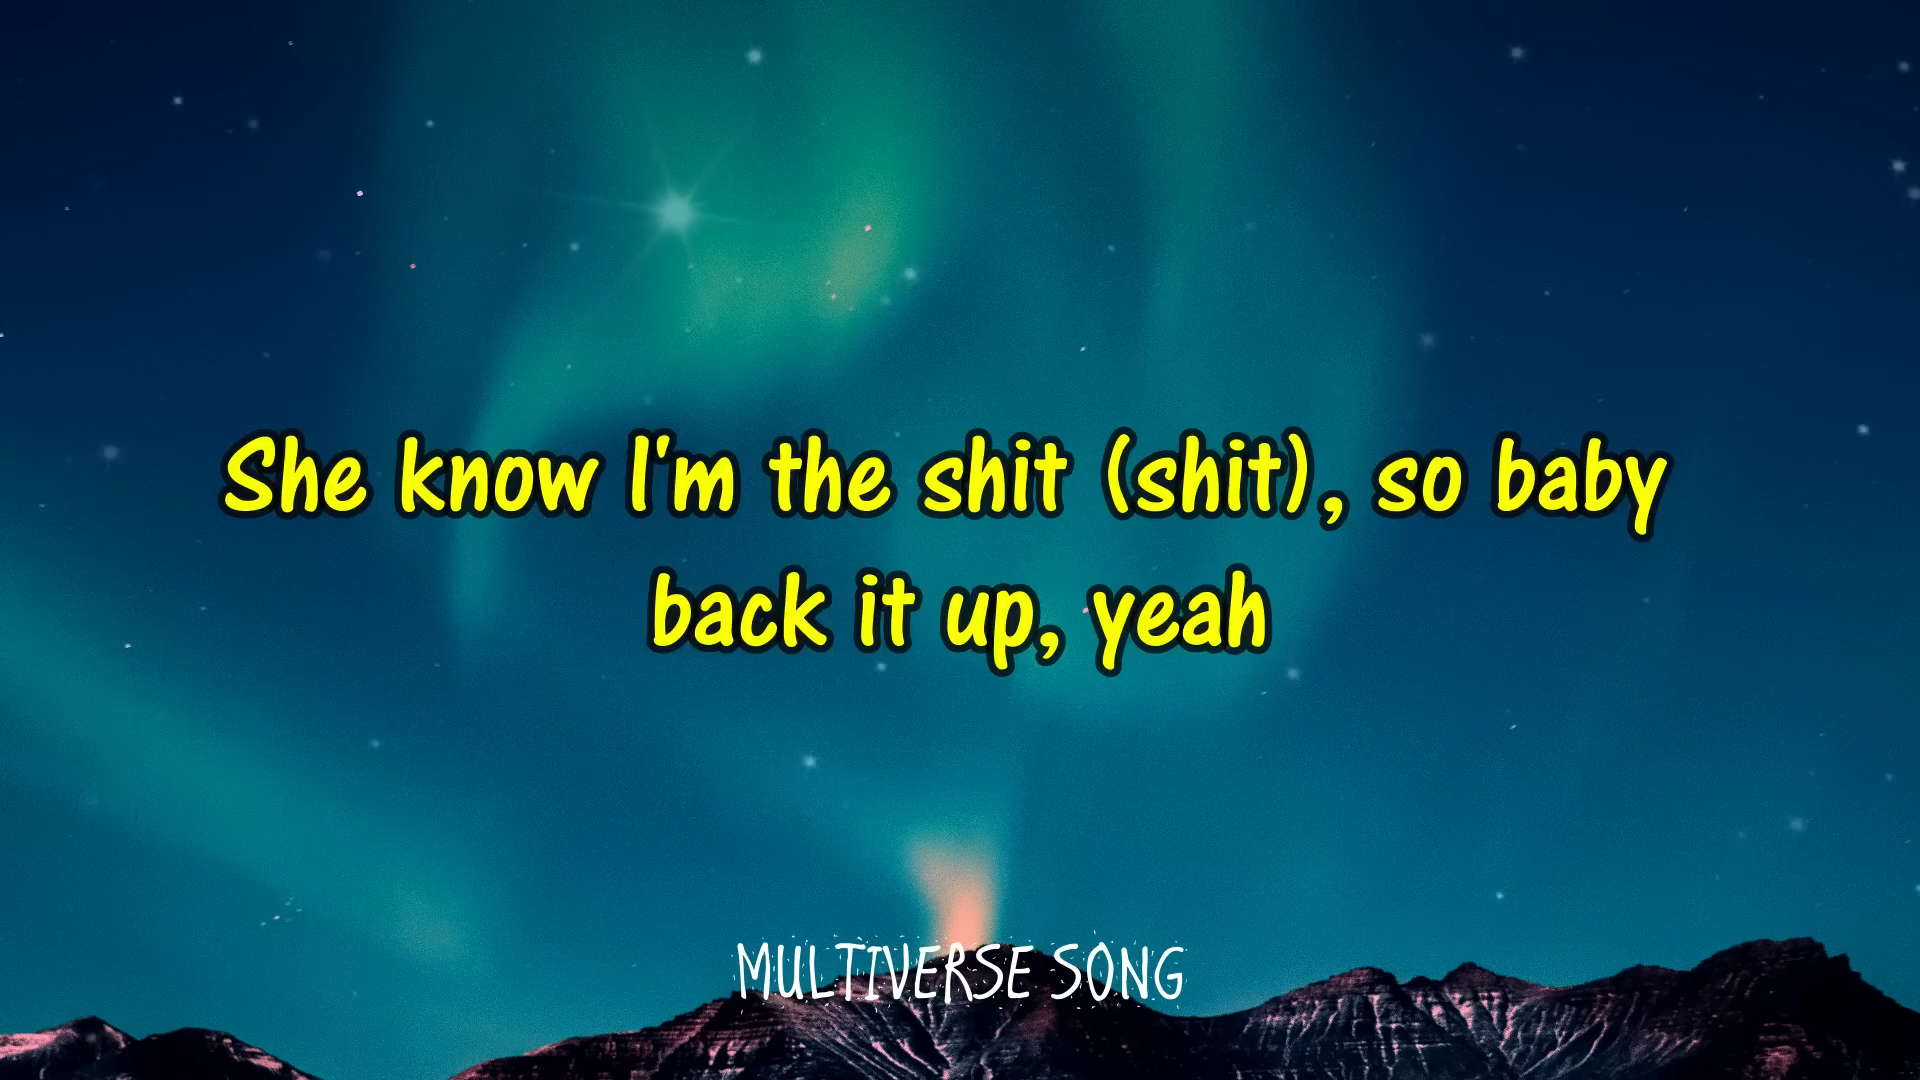 She know I'm the shit (shit), so baby
back it up, yeah
MULTIVERSE SONG